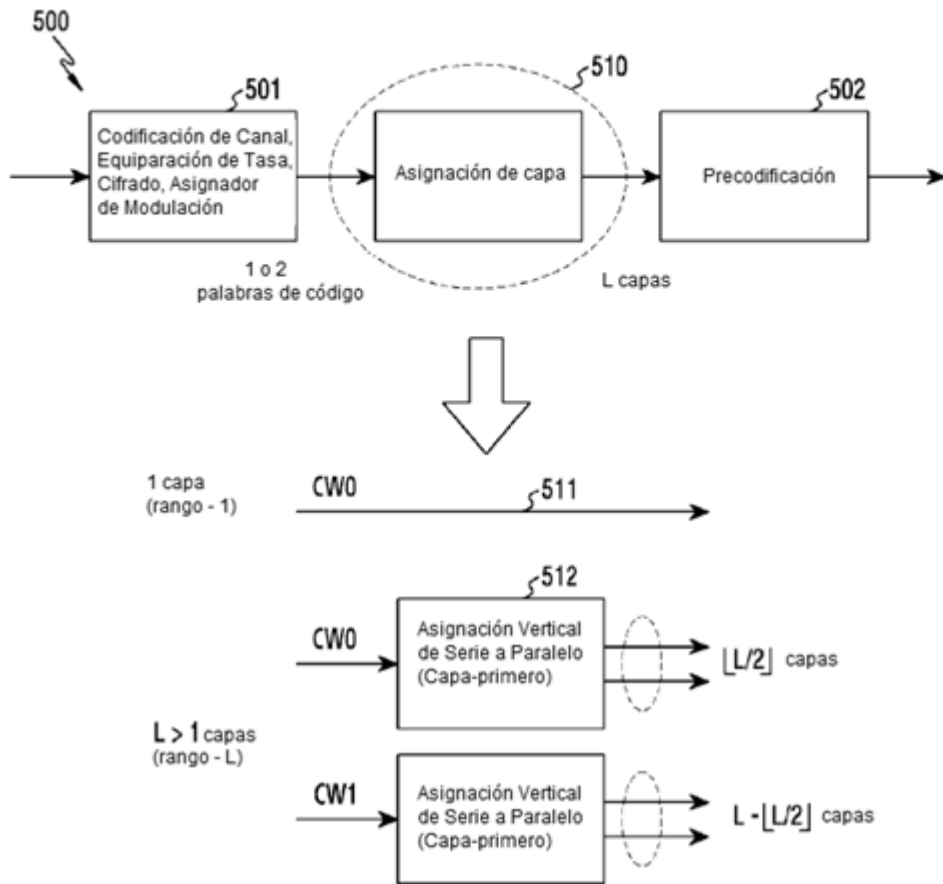 500
501
510
502
Codificación de Canal,
Equiparación de Tasa,
Cifrado, Asignador
de Modulación
Asignación de capa
Precodificación
1 o 2
palabras de código
L capas
1 capa
(rango - 1)
CW0
511
512
CW0
Asignación Vertical
de Serie a Paralelo
(Capa-primero)
⌊L/2⌋ capas
L > 1 capas
(rango - L)
CW1
Asignación Vertical
de Serie a Paralelo
(Capa-primero)
L - ⌊L/2⌋ capas